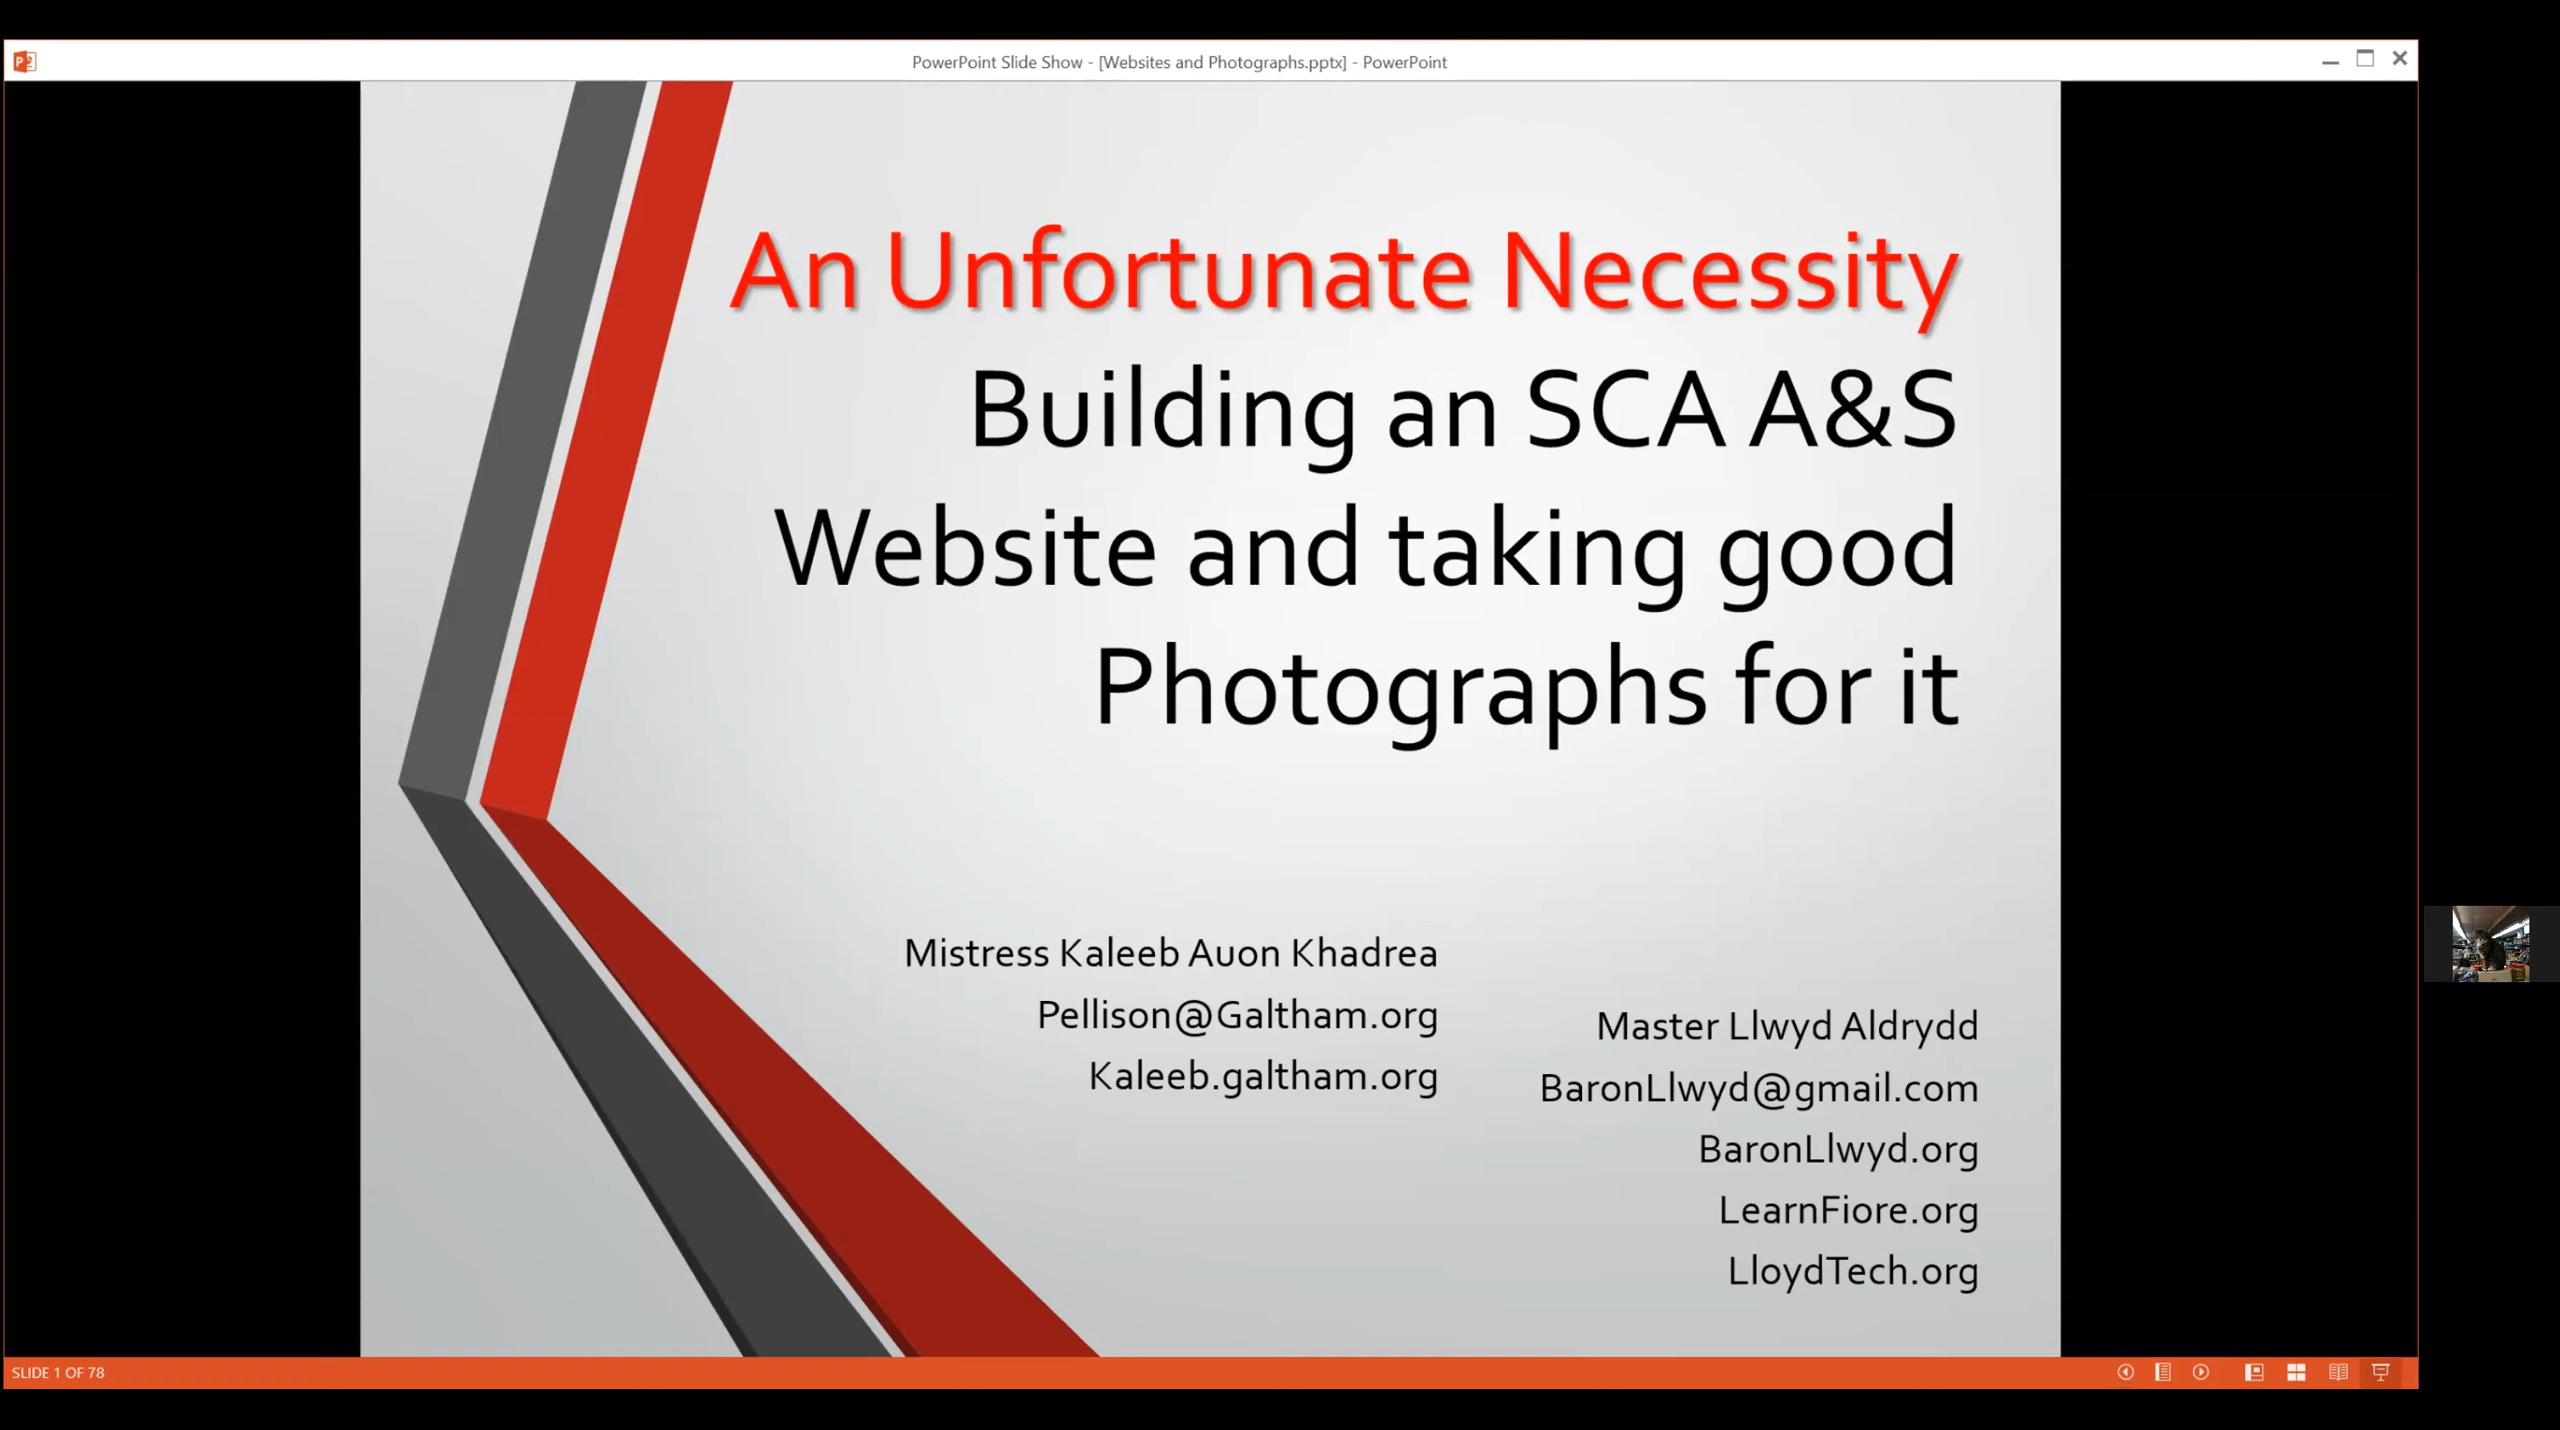 PowerPoint Slide Show - [Websites and Photographs.pptx] - PowerPoint
An Unfortunate Necessity
Building an SCA A&S
Website and taking good
Photographs for it
Mistress Kaleeb Auon Khadrea
Pellison@Galtham.org
Kaleeb.galtham.org
Master Llwyd Aldrydd
BaronLlwyd@gmail.com
BaronLlwyd.org
LearnFiore.org
LloydTech.org
SLIDE 1 OF 78